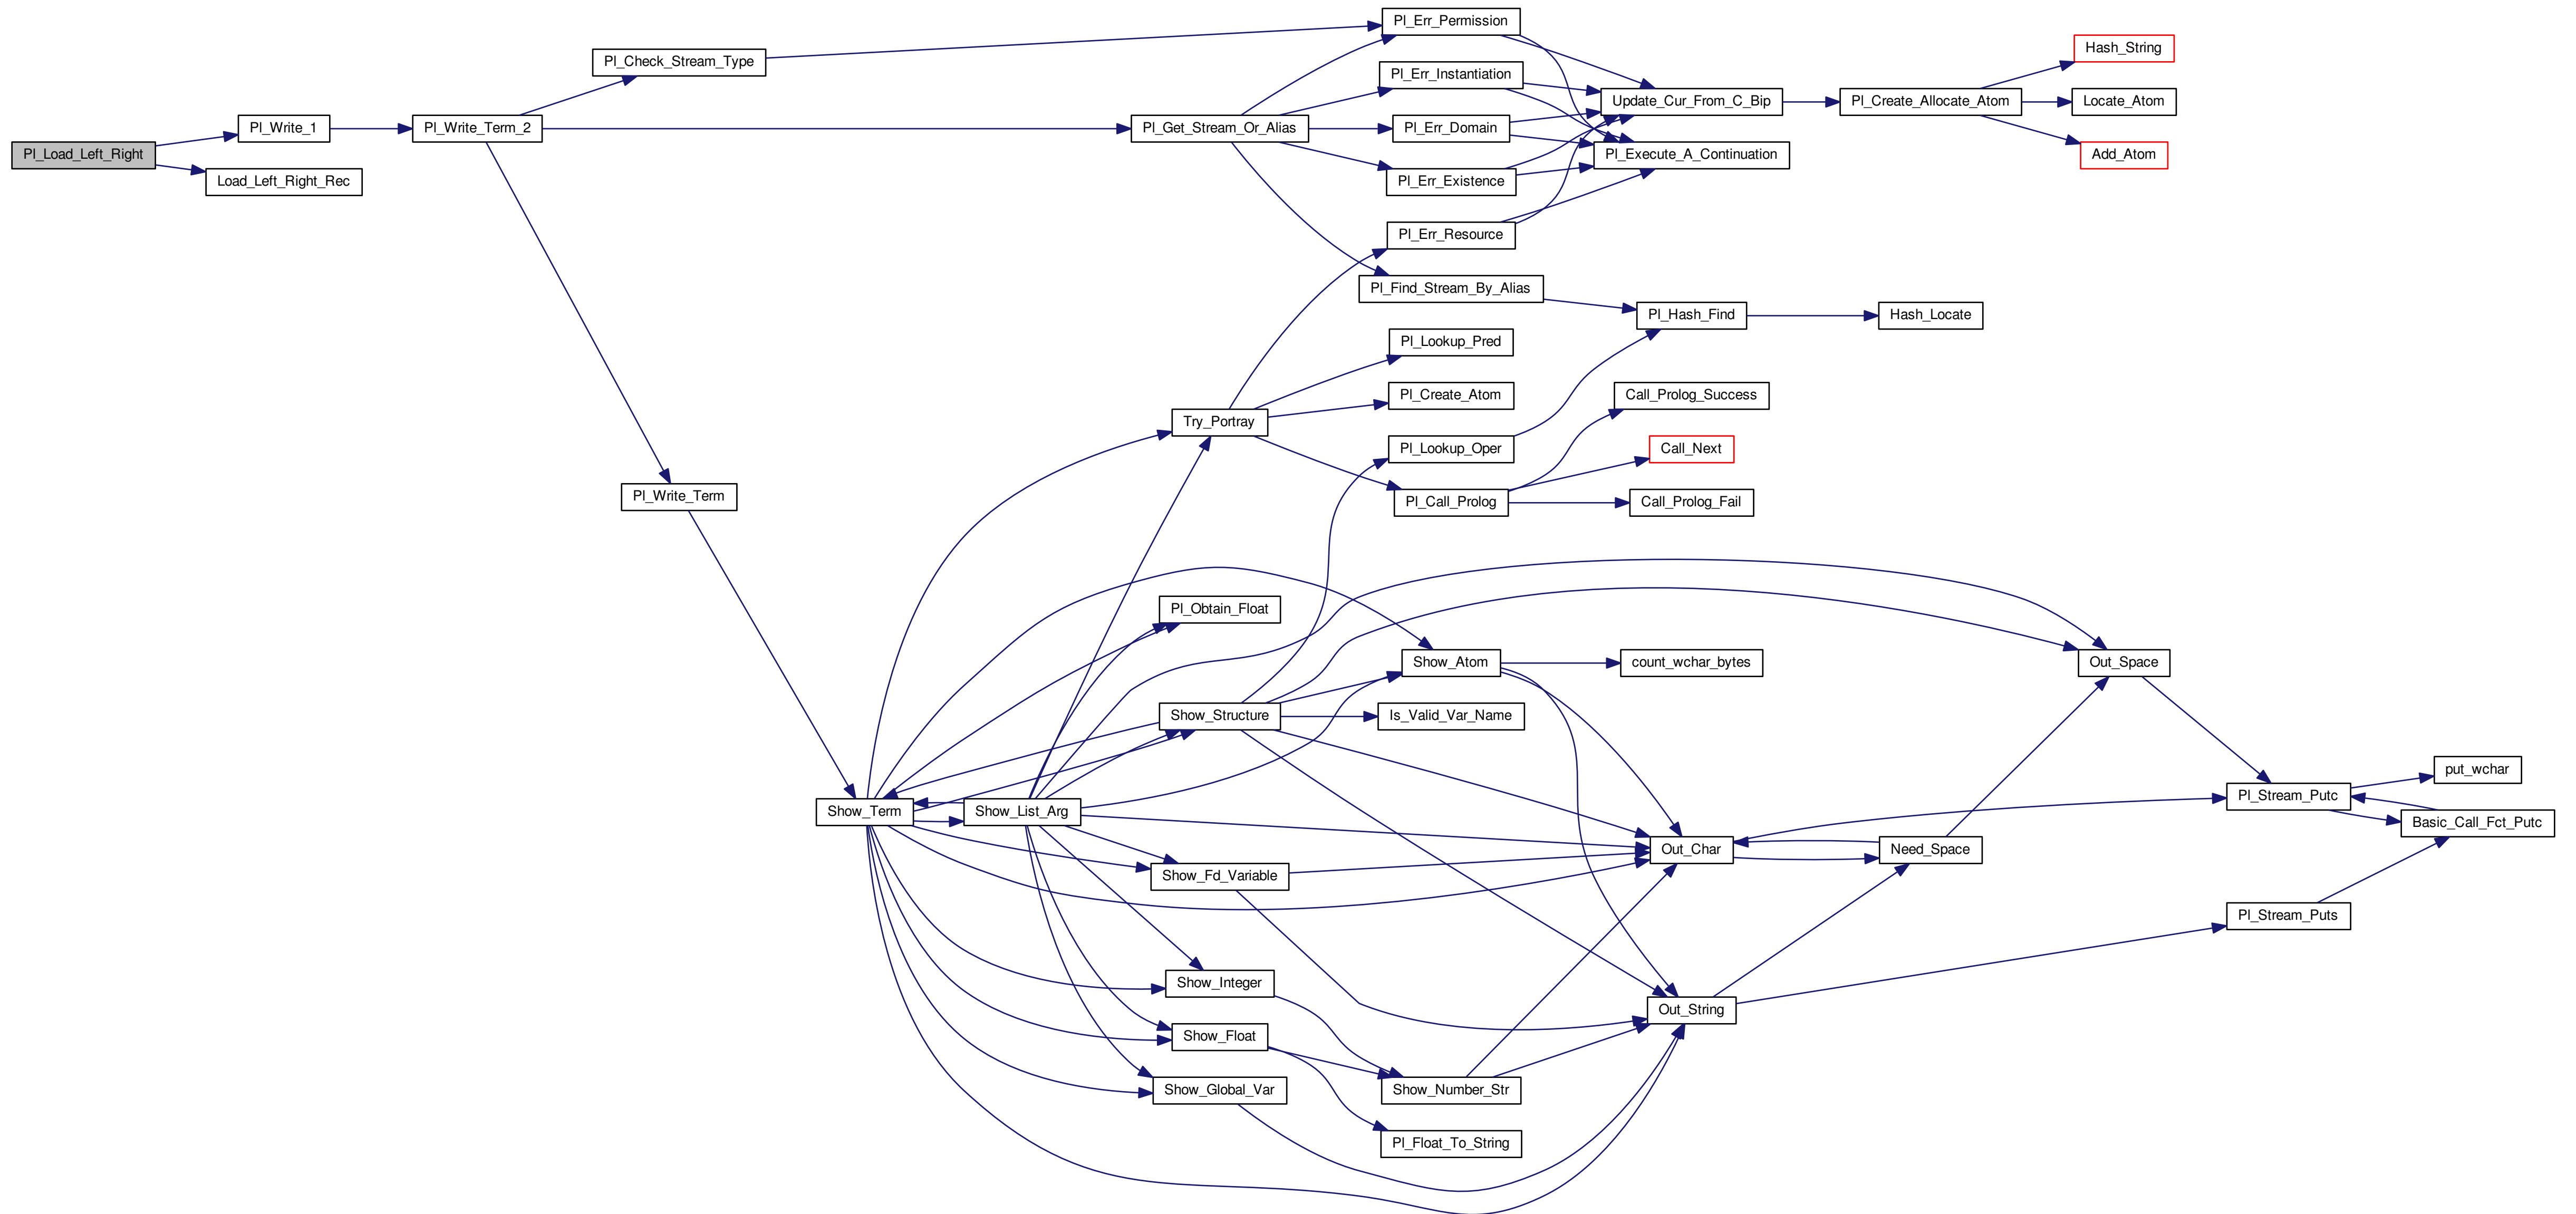 Pl_Load_Left_Right
Pl_Write_1
Load_Left_Right_Rec
Pl_Write_Term_2
Pl_Check_Stream_Type
Pl_Write_Term
Show_Term
Show_List_Arg
Pl_Get_Stream_Or_Alias
Try_Portray
Pl_Obtain_Float
Show_Structure
Show_Fd_Variable
Show_Integer
Show_Float
Show_Global_Var
Pl_Err_Permission
Pl_Err_Instantiation
Pl_Err_Domain
Pl_Err_Existence
Pl_Err_Resource
Pl_Find_Stream_By_Alias
Pl_Lookup_Pred
Pl_Create_Atom
Pl_Lookup_Oper
Pl_Call_Prolog
Show_Atom
Is_Valid_Var_Name
Show_Number_Str
Pl_Float_To_String
Update_Cur_From_C_Bip
Pl_Execute_A_Continuation
Pl_Hash_Find
Call_Prolog_Success
Call_Next
Call_Prolog_Fail
count_wchar_bytes
Out_Char
Out_String
Pl_Create_Allocate_Atom
Hash_Locate
Need_Space
Hash_String
Locate_Atom
Add_Atom
Out_Space
Pl_Stream_Putc
Pl_Stream_Puts
put_wchar
Basic_Call_Fct_Putc